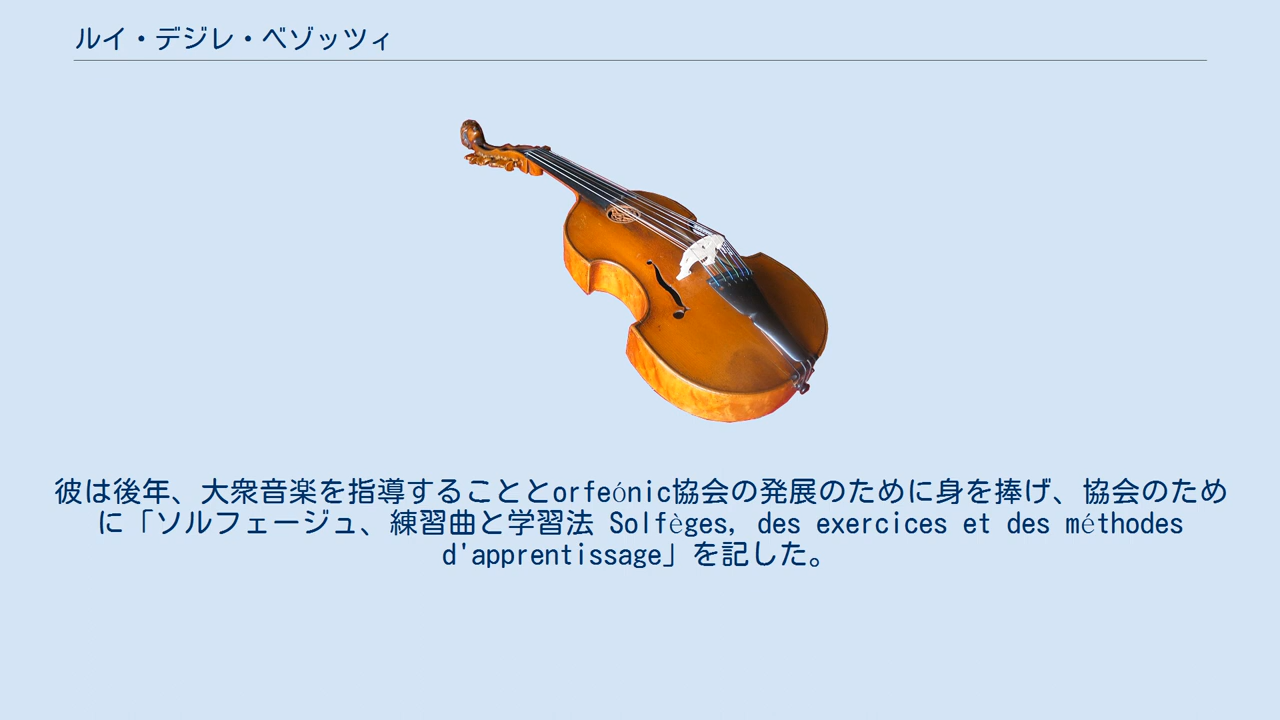 ルイ・デジレ・ベゾッツィ
彼は後年、大衆音楽を指導することとorfeónic協会の発展のために身を捧げ、協会のため
に「ソルフェージュ、練習曲と学習法 Solfèges, des exercices et des méthodes
d'apprentissage」を記した。